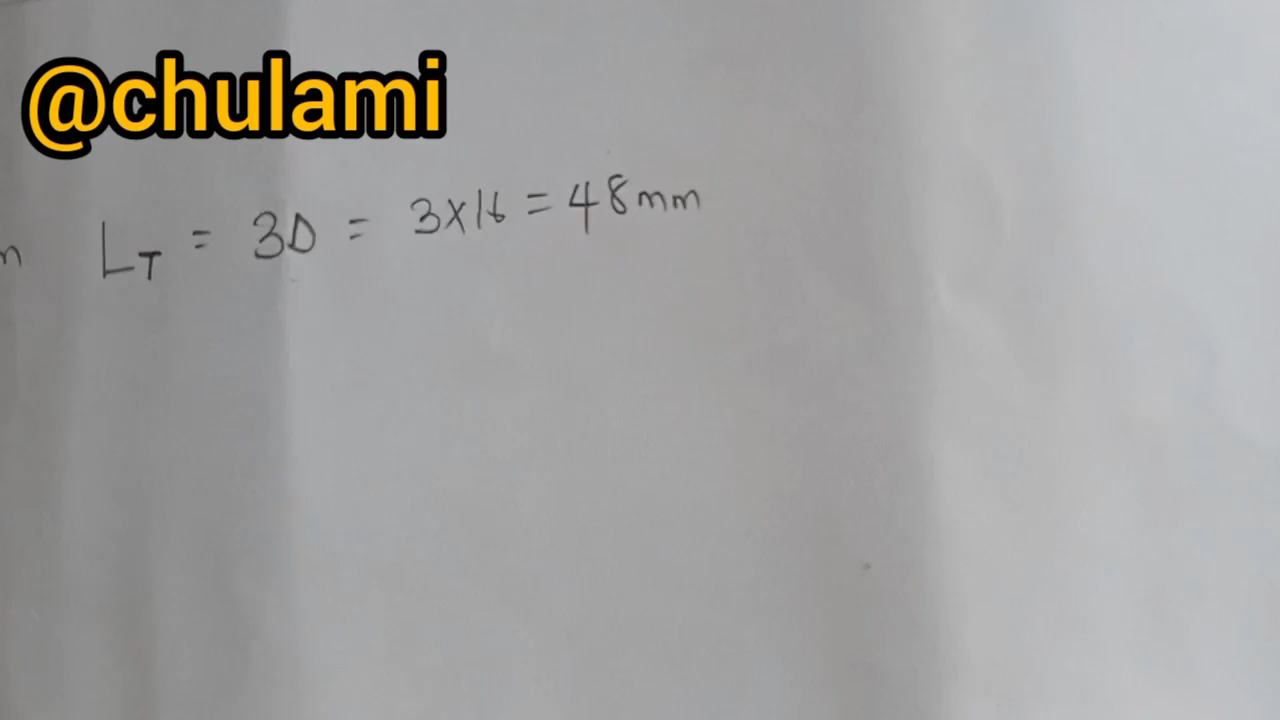 @chulami
n L_T = 3D = 3x16 = 48mm